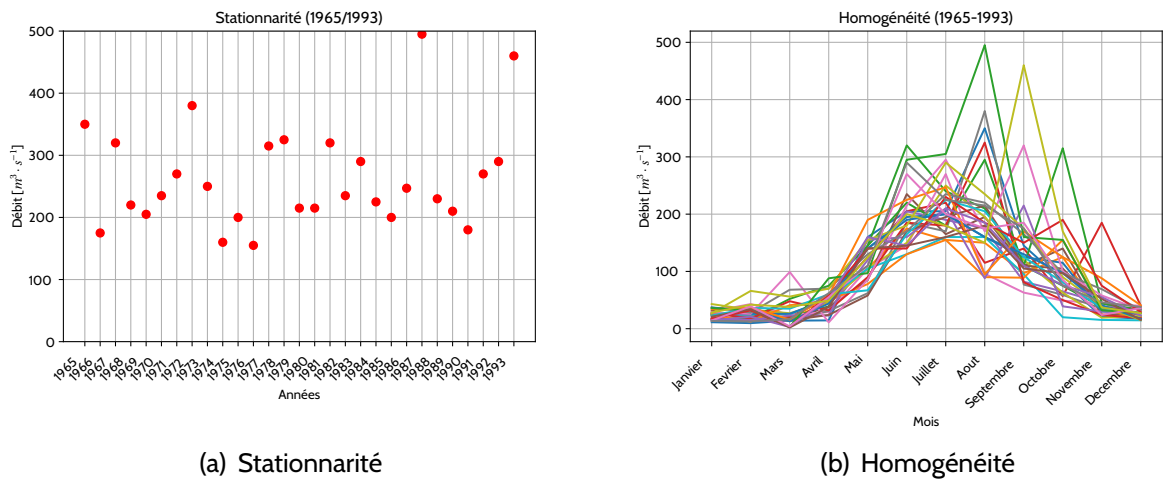 Stationnarité (1965/1993)
500
400
300
200
100
0
Débit [m³ · s⁻¹]
1965
1966
1967
1968
1969
1970
1971
1972
1973
1974
1975
1976
1977
1978
1979
1980
1981
1982
1983
1984
1985
1986
1987
1988
1989
1990
1991
1992
1993
Années
(a) Stationnarité
Homogénéité (1965-1993)
500
400
300
200
100
0
Débit [m³ · s⁻¹]
Janvier
Fevrier
Mars
Avril
Mai
Juin
Juillet
Aout
Septembre
Octobre
Novembre
Decembre
Mois
(b) Homogénéité